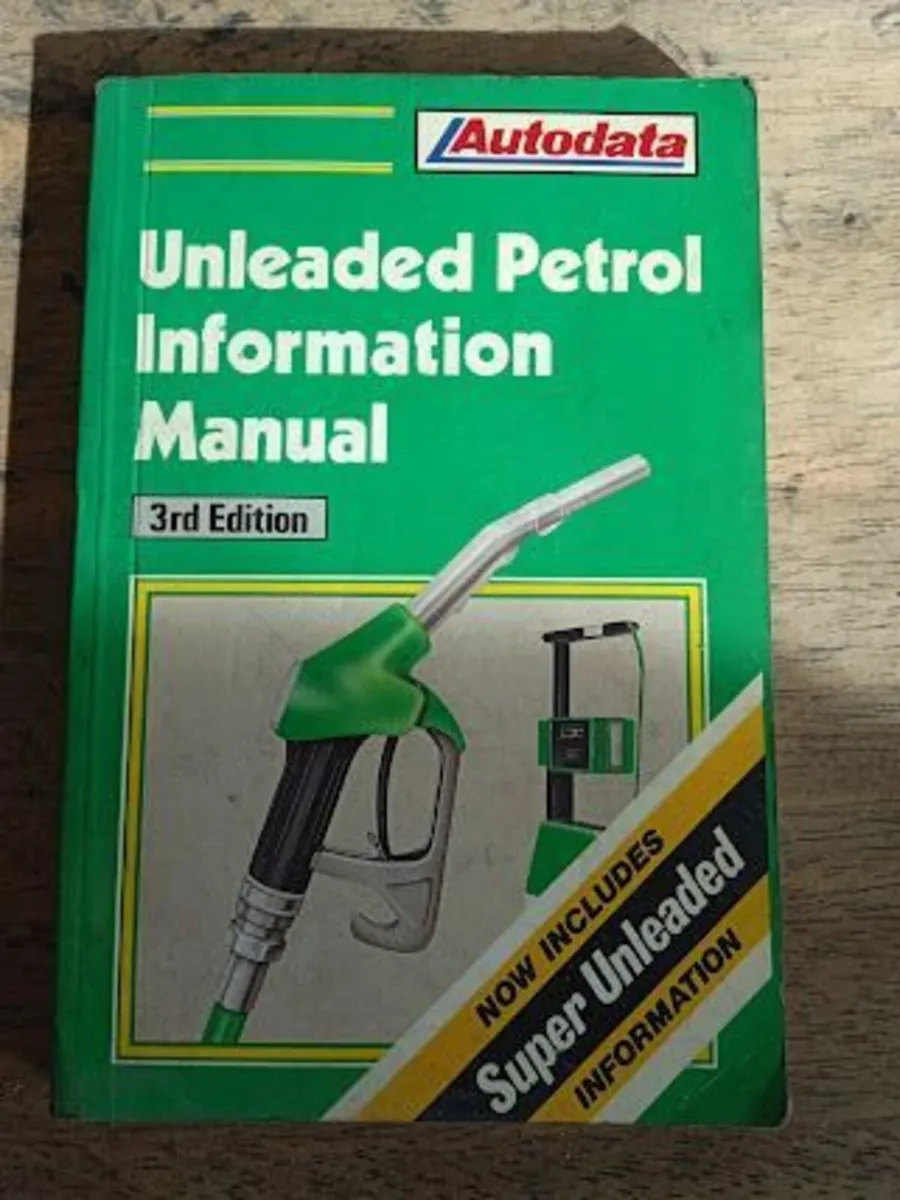 Autodata
Unleaded Petrol
Information
Manual
3rd Edition
NOW INCLUDES
Super Unleaded
INFORMATION